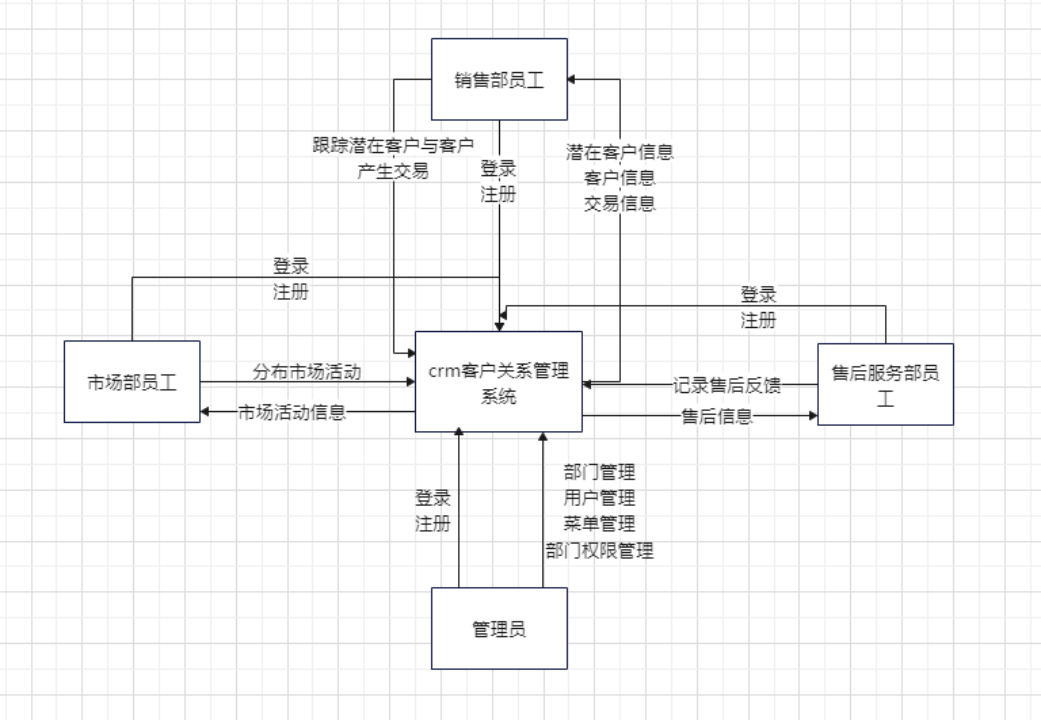 销售部员工
跟踪潜在客户与客户
产生交易
登录
注册
潜在客户信息
客户信息
交易信息
登录
注册
登录
注册
市场部员工
分布市场活动
市场活动信息
crm客户关系管理
系统
记录售后反馈
售后信息
售后服务部员
工
登录
注册
部门管理
用户管理
菜单管理
部门权限管理
管理员